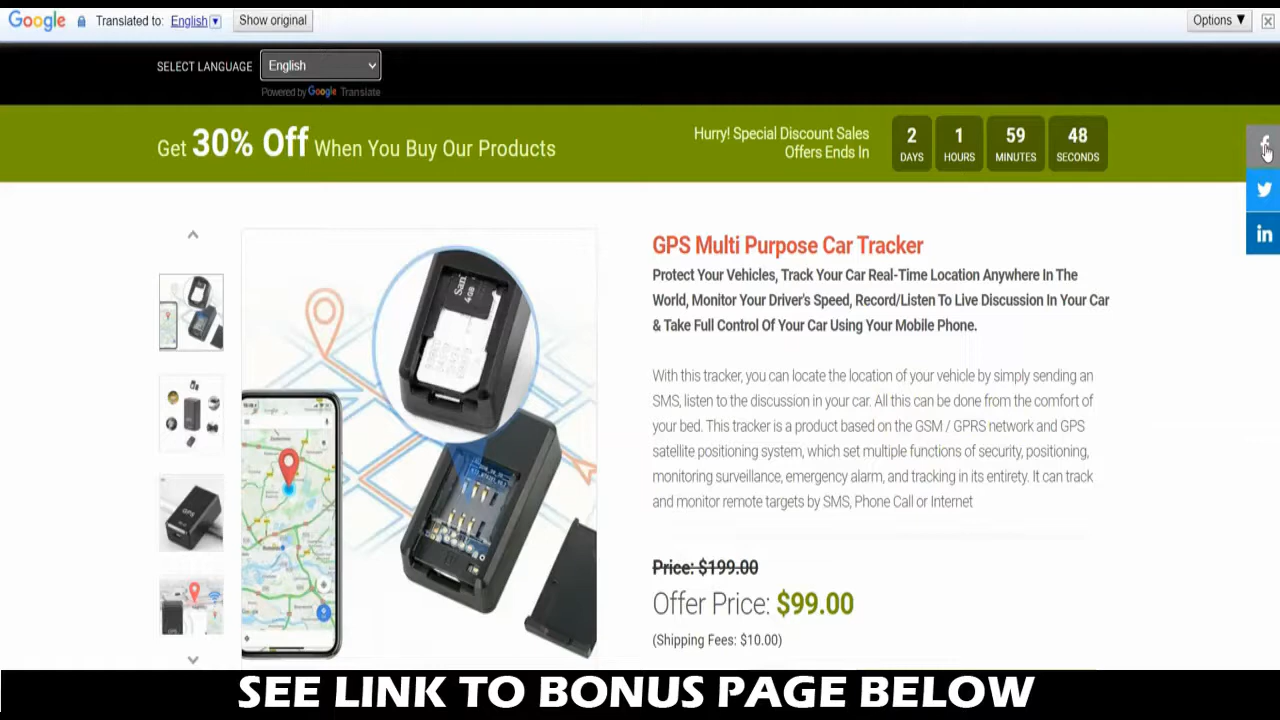 Google Translated to: English ▼ Show original Options ▼
SELECT LANGUAGE English
Powered by Google Translate
Get 30% Off When You Buy Our Products
Hurry! Special Discount Sales
Offers Ends In
2 1 59 48
DAYS HOURS MINUTES SECONDS
GPS Multi Purpose Car Tracker
Protect Your Vehicles, Track Your Car Real-Time Location Anywhere In The
World, Monitor Your Driver's Speed, Record/Listen To Live Discussion In Your Car
& Take Full Control Of Your Car Using Your Mobile Phone.
With this tracker, you can locate the location of your vehicle by simply sending an
SMS, listen to the discussion in your car. All this can be done from the comfort of
your bed. This tracker is a product based on the GSM / GPRS network and GPS
satellite positioning system, which set multiple functions of security, positioning,
monitoring surveillance, emergency alarm, and tracking in its entirety. It can track
and monitor remote targets by SMS, Phone Call or Internet
Price: $199.00
Offer Price: $99.00
(Shipping Fees: $10.00)
San
4GB
GPS
SEE LINK TO BONUS PAGE BELOW